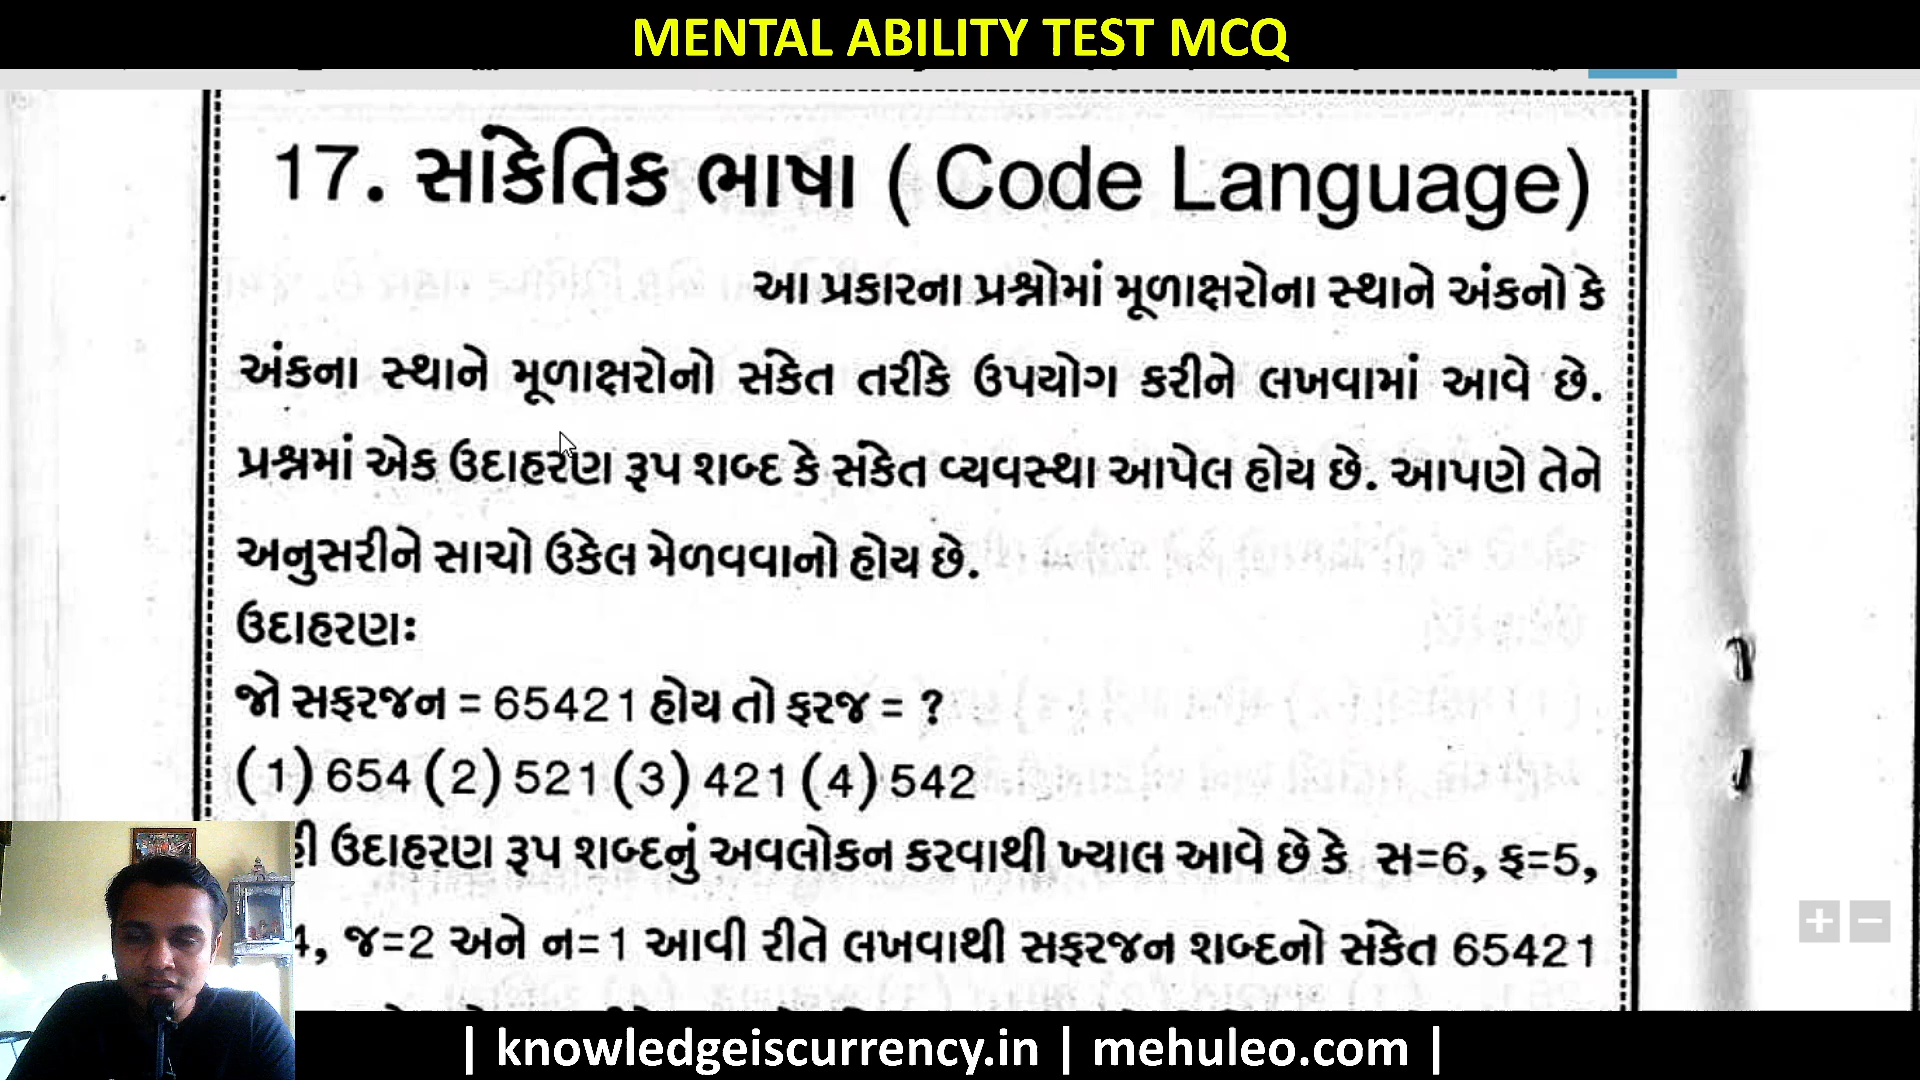 MENTAL ABILITY TEST MCQ
17. સાંકેતિક ભાષા ( Code Language)
આ પ્રકારના પ્રશ્નોમાં મૂળાક્ષરોના સ્થાને અંકનો કે
અંકના સ્થાને મૂળાક્ષરોનો સંકેત તરીકે ઉપયોગ કરીને લખવામાં આવે છે.
પ્રશ્નમાં એક ઉદાહરણ રૂપ શબ્દ કે સંકેત વ્યવસ્થા આપેલ હોય છે. આપણે તેને
અનુસરીને સાચો ઉકેલ મેળવવાનો હોય છે.
ઉદાહરણઃ
જો સફરજન = 65421 હોય તો ફરજ = ?
(1) 654 (2) 521 (3) 421 (4) 542
ઉદાહરણ રૂપ શબ્દનું અવલોકન કરવાથી ખ્યાલ આવે છે કે સ=6, ફ=5,
4, જ=2 અને ન=1 આવી રીતે લખવાથી સફરજન શબ્દનો સંકેત 65421
| knowledgeiscurrency.in | mehuleo.com |